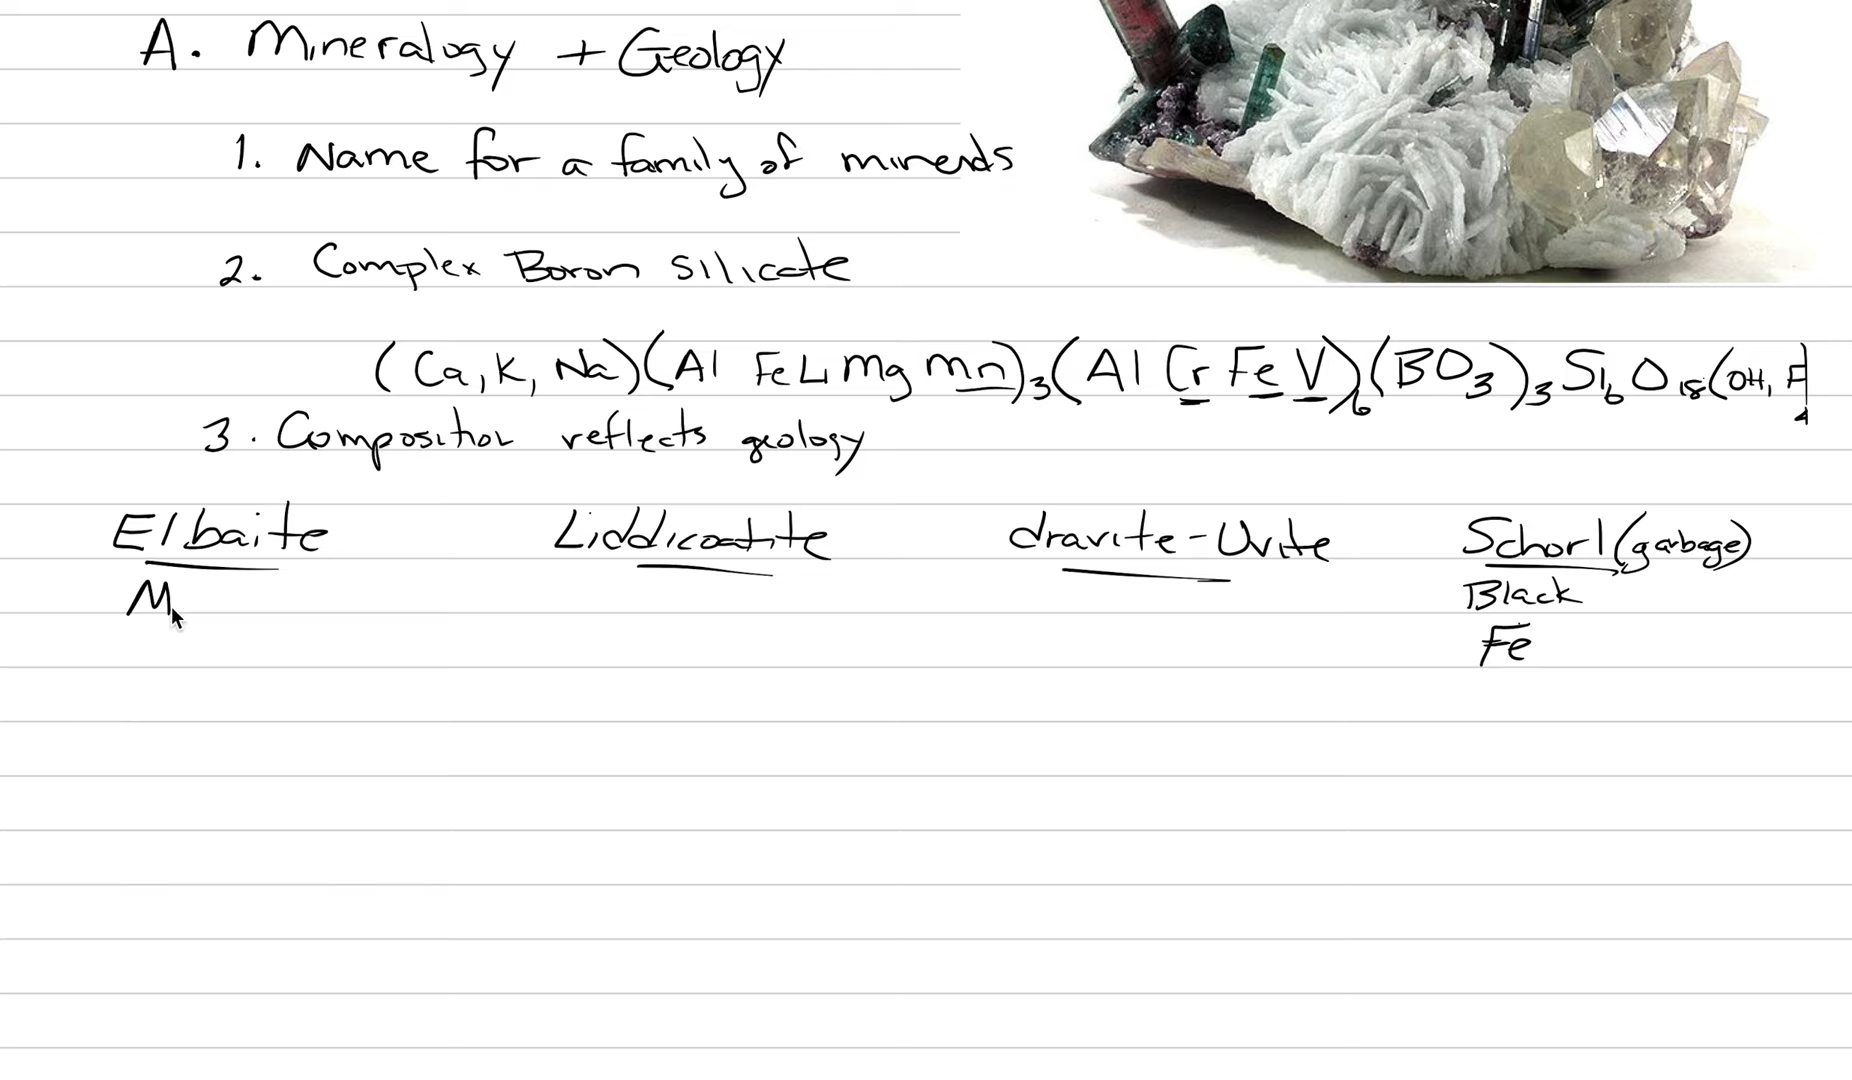 A. Mineralogy + Geology
1. Name for a family of minerals
2. Complex Boron silicate
(Ca, K, Na)(Al Fe Li Mg Mn)3(Al Cr Fe V)6(BO3)3Si6O18(OH, F)4
3. Composition reflects geology
Elbaite Liddicoatite dravite-Uvite Schorl (garbage)
M Black
Fe